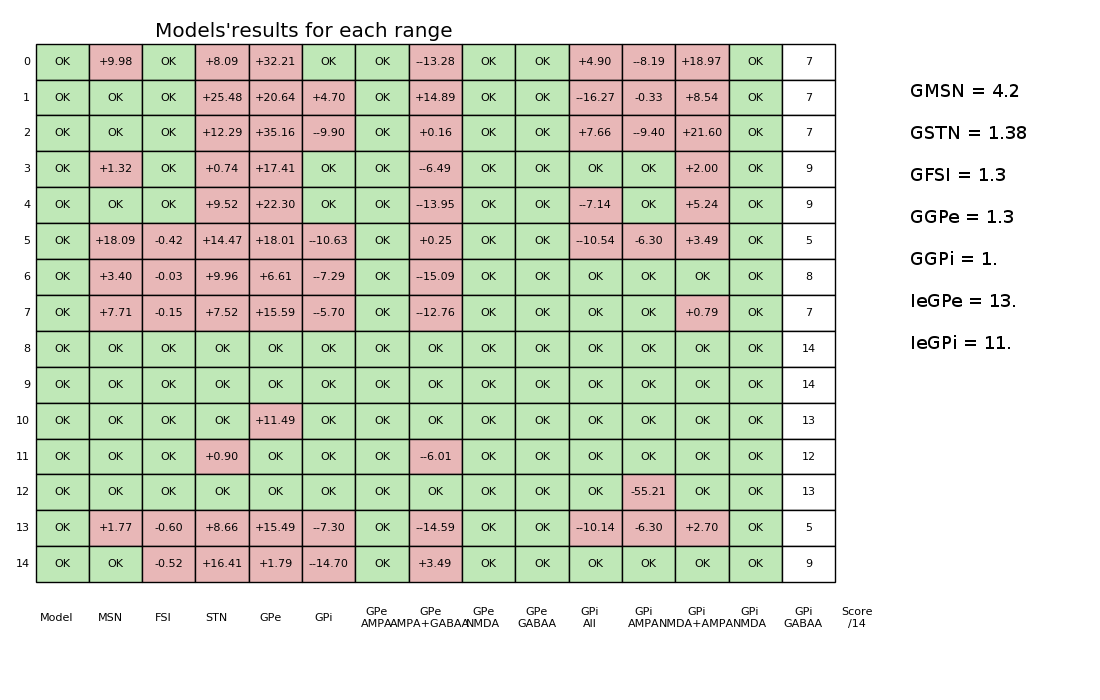 Models'results for each range
0 OK +9.98 OK +8.09 +32.21 OK OK --13.28 OK OK +4.90 --8.19 +18.97 OK 7
1 OK OK OK +25.48 +20.64 +4.70 OK +14.89 OK OK --16.27 -0.33 +8.54 OK 7
2 OK OK OK +12.29 +35.16 --9.90 OK +0.16 OK OK +7.66 --9.40 +21.60 OK 7
3 OK +1.32 OK +0.74 +17.41 OK OK --6.49 OK OK OK OK +2.00 OK 9
4 OK OK OK +9.52 +22.30 OK OK --13.95 OK OK --7.14 OK +5.24 OK 9
5 OK +18.09 -0.42 +14.47 +18.01 --10.63 OK +0.25 OK OK --10.54 -6.30 +3.49 OK 5
6 OK +3.40 -0.03 +9.96 +6.61 --7.29 OK --15.09 OK OK OK OK OK OK 8
7 OK +7.71 -0.15 +7.52 +15.59 --5.70 OK --12.76 OK OK OK OK +0.79 OK 7
8 OK OK OK OK OK OK OK OK OK OK OK OK OK OK 14
9 OK OK OK OK OK OK OK OK OK OK OK OK OK OK 14
10 OK OK OK OK +11.49 OK OK OK OK OK OK OK OK OK 13
11 OK OK OK +0.90 OK OK OK --6.01 OK OK OK OK OK OK 12
12 OK OK OK OK OK OK OK OK OK OK OK -55.21 OK OK 13
13 OK +1.77 -0.60 +8.66 +15.49 --7.30 OK --14.59 OK OK --10.14 -6.30 +2.70 OK 5
14 OK OK -0.52 +16.41 +1.79 --14.70 OK +3.49 OK OK OK OK OK OK 9
Model MSN FSI STN GPe GPi GPe GPe GPe GPe GPi GPi GPi GPi GPi Score
AMPA AMPA+GABAA NMDA GABAA All AMPA NMDA+AMPA NMDA GABAA /14
GMSN = 4.2
GSTN = 1.38
GFSI = 1.3
GGPe = 1.3
GGPi = 1.
IeGPe = 13.
IeGPi = 11.